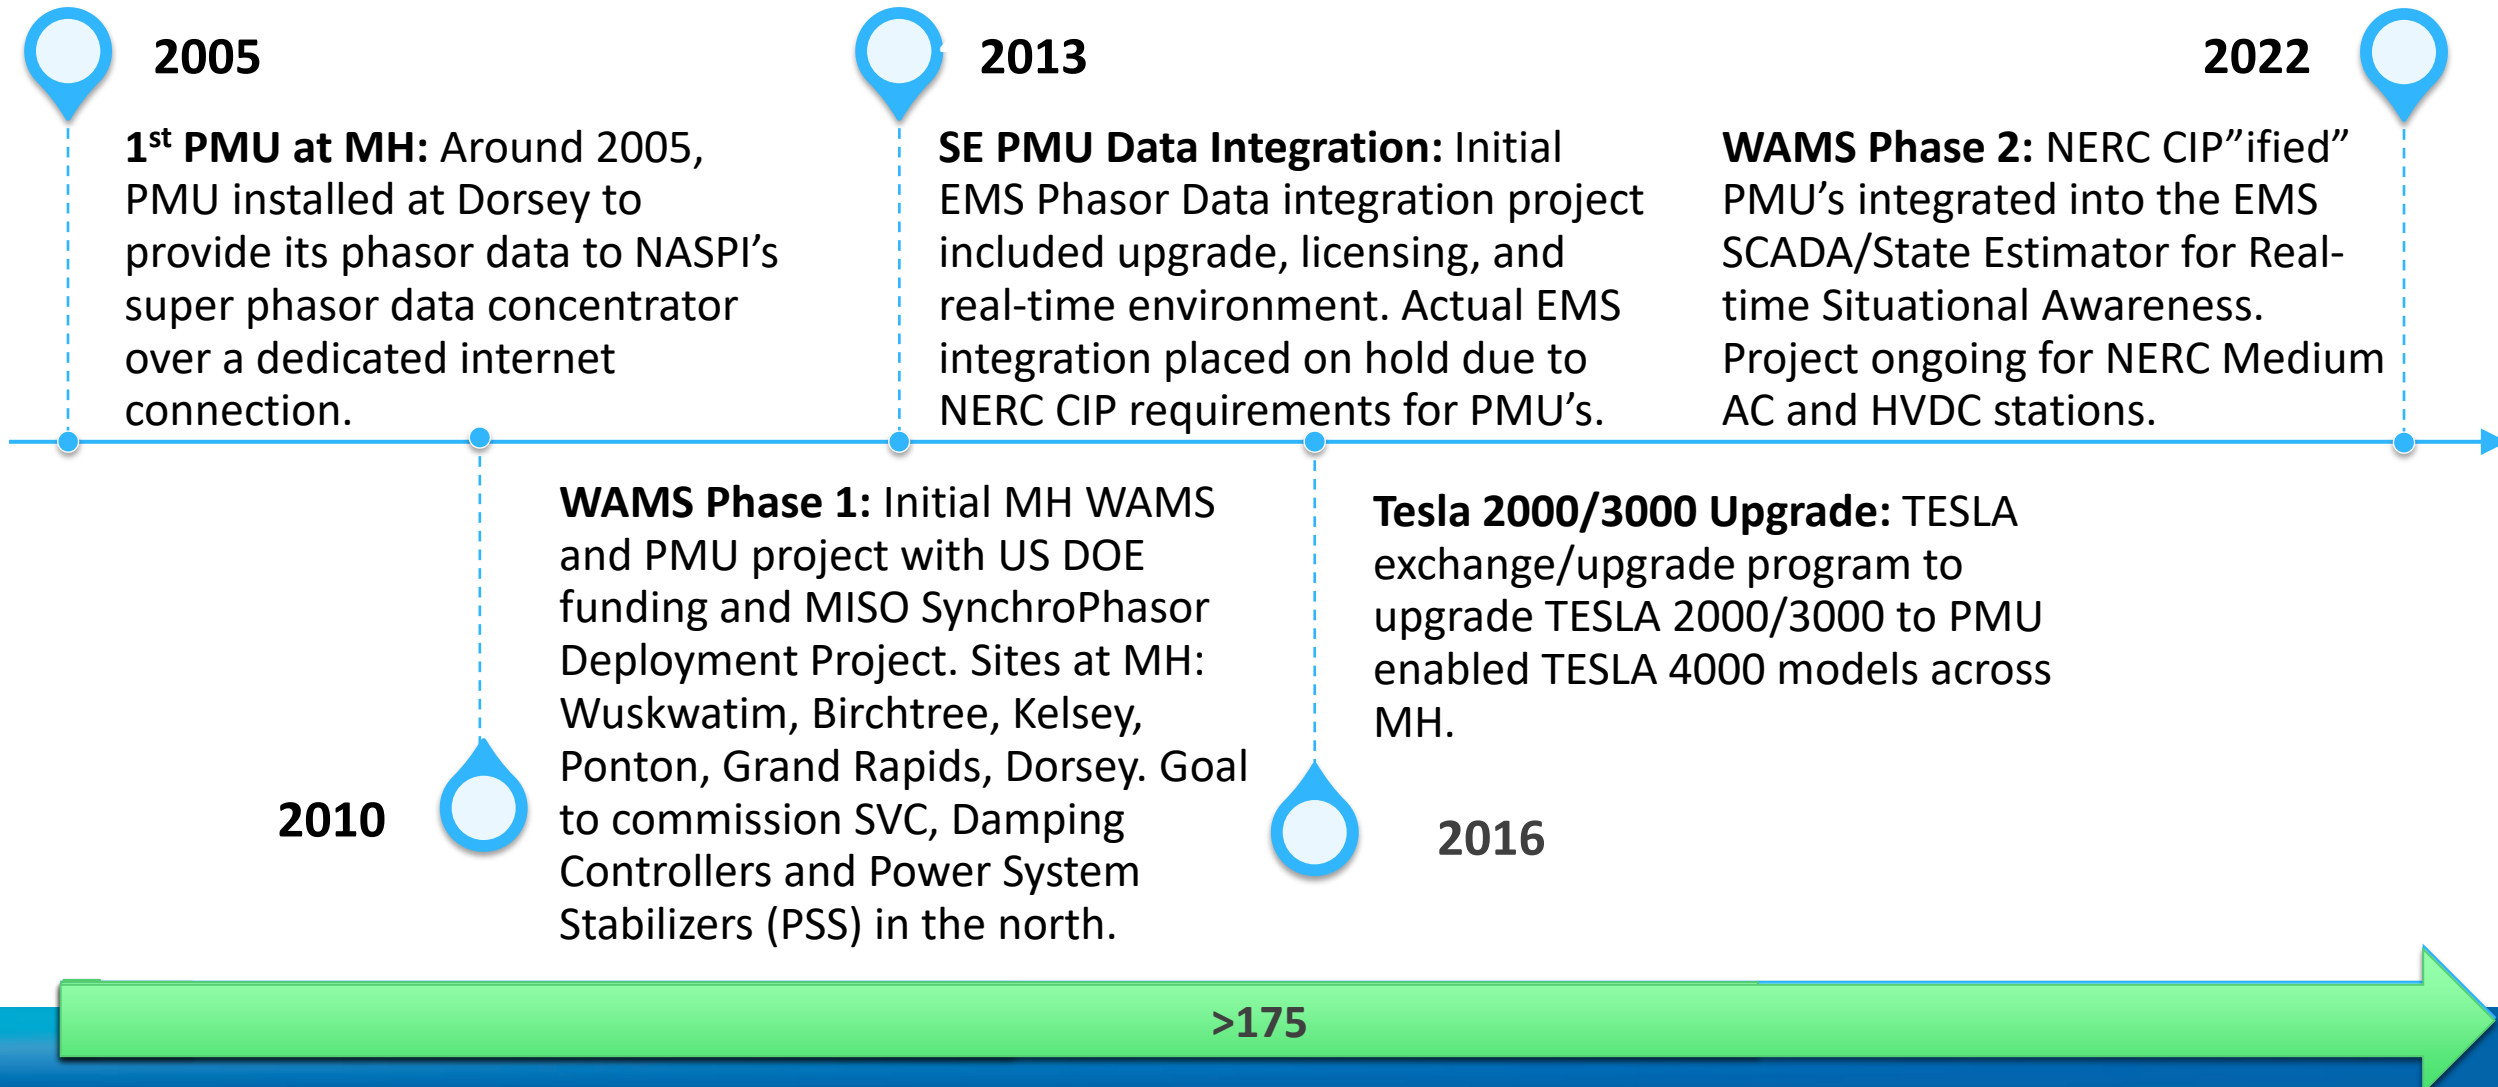 2005
1st PMU at MH: Around 2005,
PMU installed at Dorsey to
provide its phasor data to NASPI’s
super phasor data concentrator
over a dedicated internet
connection.
2013
SE PMU Data Integration: Initial
EMS Phasor Data integration project
included upgrade, licensing, and
real-time environment. Actual EMS
integration placed on hold due to
NERC CIP requirements for PMU’s.
2022
WAMS Phase 2: NERC CIP”ified”
PMU’s integrated into the EMS
SCADA/State Estimator for Real-
time Situational Awareness.
Project ongoing for NERC Medium
AC and HVDC stations.
2010
WAMS Phase 1: Initial MH WAMS
and PMU project with US DOE
funding and MISO SynchroPhasor
Deployment Project. Sites at MH:
Wuskwatim, Birchtree, Kelsey,
Ponton, Grand Rapids, Dorsey. Goal
to commission SVC, Damping
Controllers and Power System
Stabilizers (PSS) in the north.
Tesla 2000/3000 Upgrade: TESLA
exchange/upgrade program to
upgrade TESLA 2000/3000 to PMU
enabled TESLA 4000 models across
MH.
2016
>175